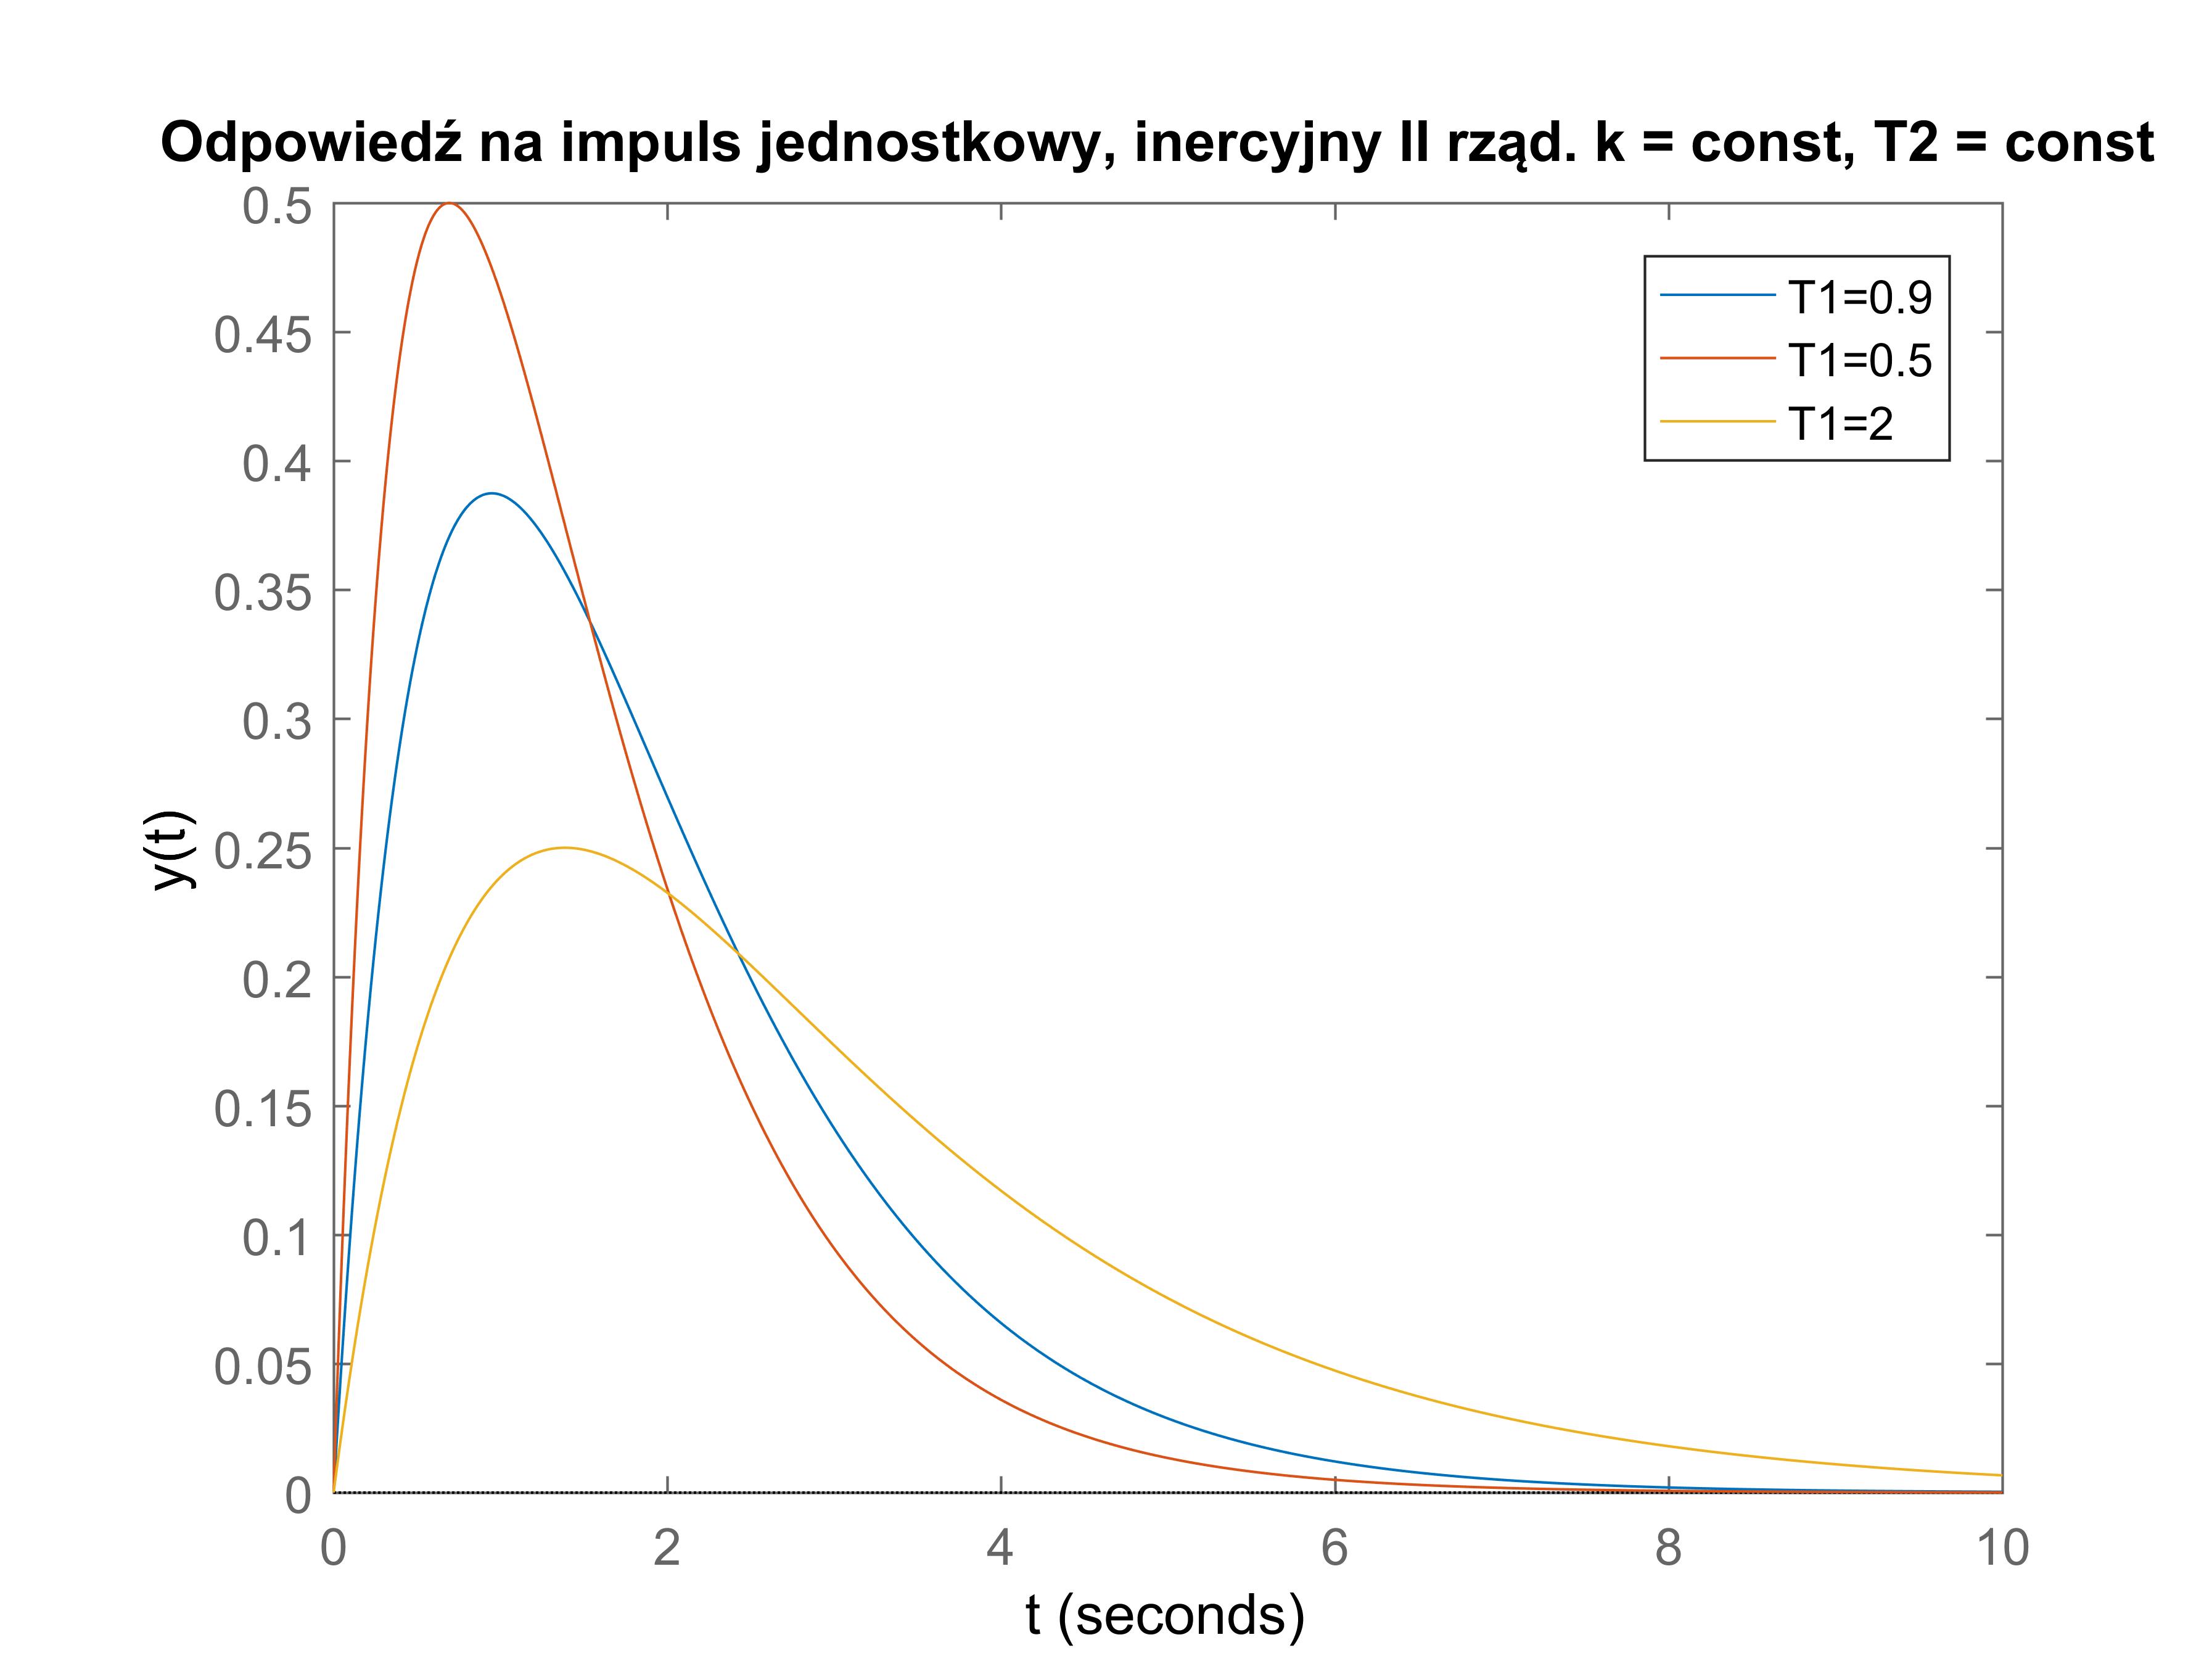 Odpowiedź na impuls jednostkowy, inercyjny II rząd. k = const, T2 = const
0.5
0.45
0.4
0.35
0.3
0.25
0.2
0.15
0.1
0.05
0
y(t)
T1=0.9
T1=0.5
T1=2
0 2 4 6 8 10
t (seconds)